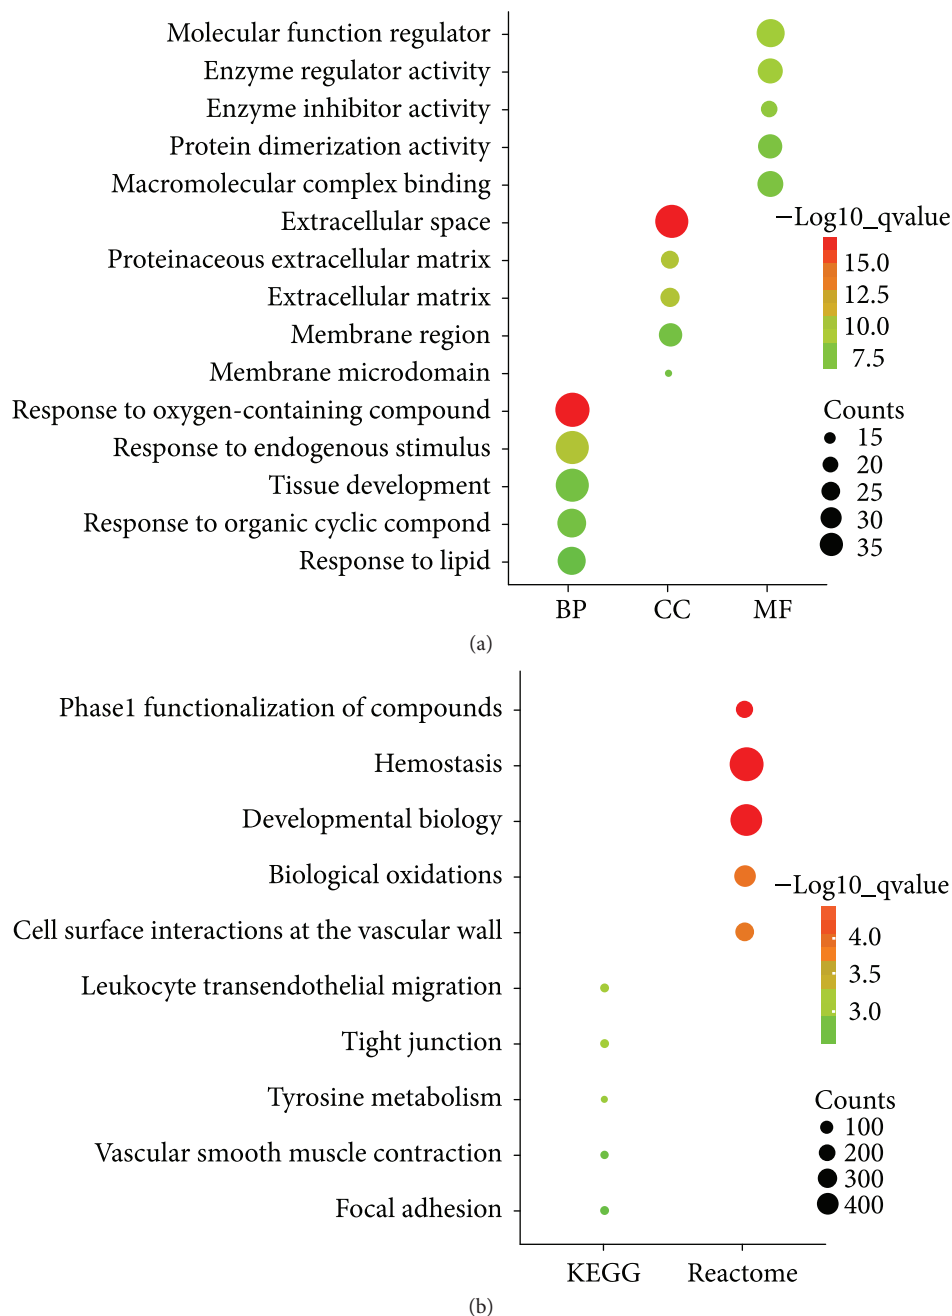 Molecular function regulator
Enzyme regulator activity
Enzyme inhibitor activity
Protein dimerization activity
Macromolecular complex binding
Extracellular space
Proteinaceous extracellular matrix
Extracellular matrix
Membrane region
Membrane microdomain
Response to oxygen-containing compound
Response to endogenous stimulus
Tissue development
Response to organic cyclic compond
Response to lipid
BP CC MF
−Log10_qvalue
15.0
12.5
10.0
7.5
Counts
15
20
25
30
35
(a)
Phase1 functionalization of compounds
Hemostasis
Developmental biology
Biological oxidations
Cell surface interactions at the vascular wall
Leukocyte transendothelial migration
Tight junction
Tyrosine metabolism
Vascular smooth muscle contraction
Focal adhesion
KEGG Reactome
−Log10_qvalue
4.0
3.5
3.0
Counts
100
200
300
400
(b)